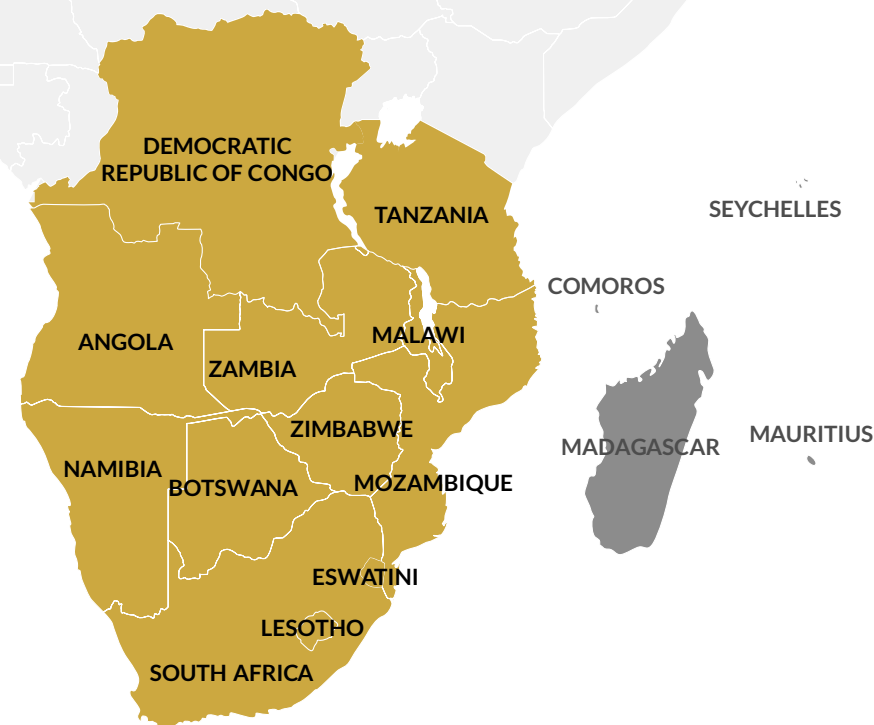 DEMOCRATIC
REPUBLIC OF CONGO
TANZANIA
SEYCHELLES
COMOROS
ANGOLA
MALAWI
ZAMBIA
ZIMBABWE
MADAGASCAR
MAURITIUS
NAMIBIA
BOTSWANA
MOZAMBIQUE
ESWATINI
LESOTHO
SOUTH AFRICA